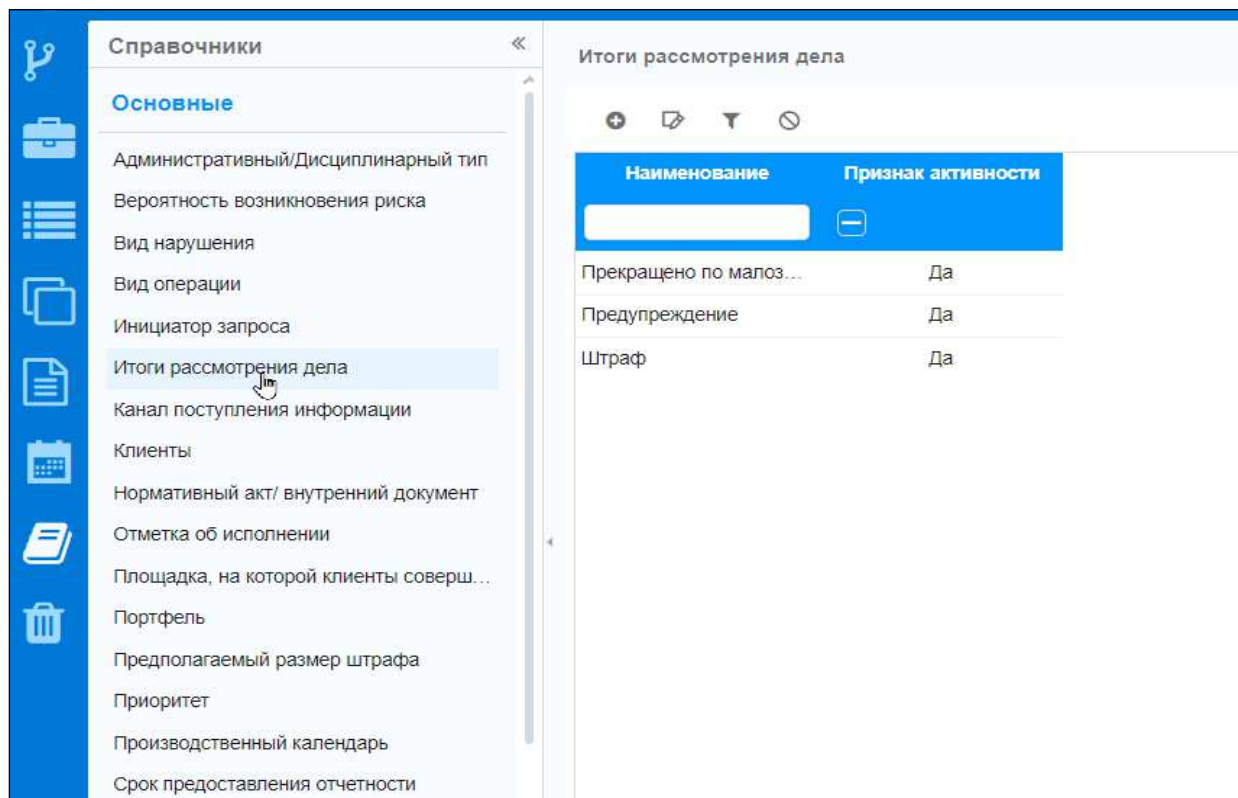 Справочники
Основные
Административный/Дисциплинарный тип
Вероятность возникновения риска
Вид нарушения
Вид операции
Инициатор запроса
Итоги рассмотрения дела
Канал поступления информации
Клиенты
Нормативный акт/ внутренний документ
Отметка об исполнении
Площадка, на которой клиенты соверш...
Портфель
Предполагаемый размер штрафа
Приоритет
Производственный календарь
Срок предоставления отчетности
Итоги рассмотрения дела
Наименование Признак активности
Прекращено по малоз... Да
Предупреждение Да
Штраф Да